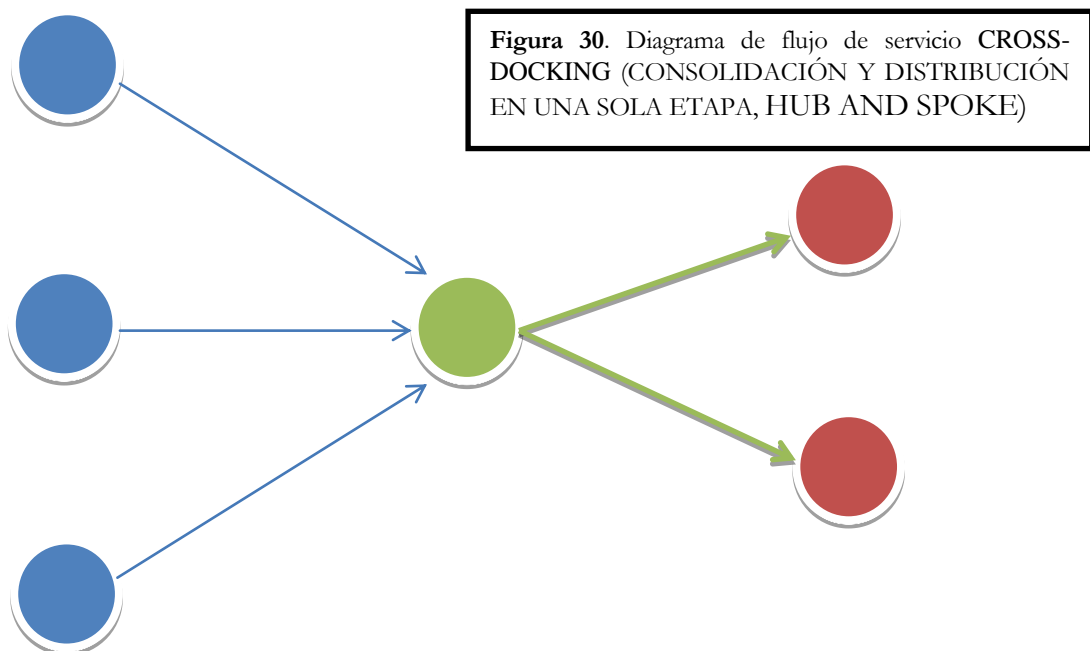 Figura 30. Diagrama de flujo de servicio CROSS-
DOCKING (CONSOLIDACIÓN Y DISTRIBUCIÓN
EN UNA SOLA ETAPA, HUB AND SPOKE)